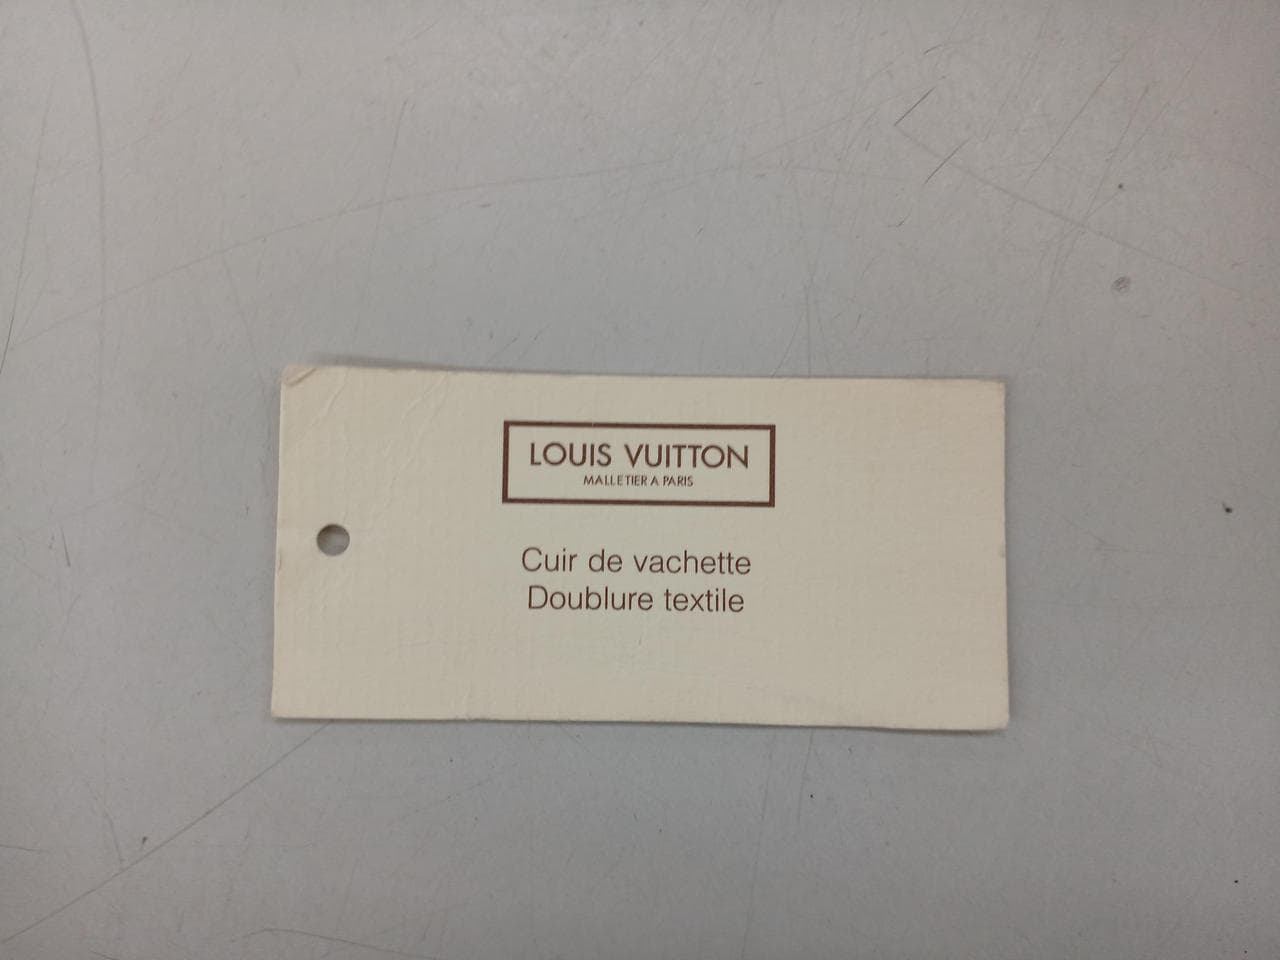 LOUIS VUITTON
MALLETIER A PARIS
Cuir de vachette
Doublure textile